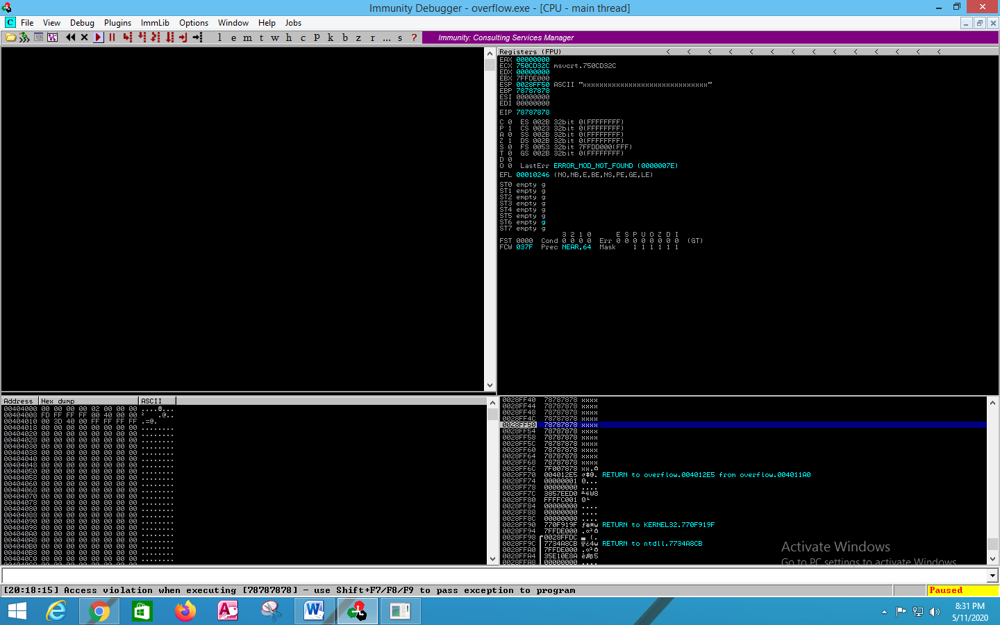 Immunity Debugger - overflow.exe - [CPU - main thread]
C File View Debug Plugins ImmLib Options Window Help Jobs
l e m t w h c p k b z r ... s ? Immunity: Consulting Services Manager
Registers (FPU) < < < < < < < < < < < < < <
EAX 00000000
ECX 750CD32C msvcrt.750CD32C
EDX 00000000
EBX 7FFDE000
ESP 0028FF50 ASCII "xxxxxxxxxxxxxxxxxxxxxxxxxxxxxx"
EBP 78787878
ESI 00000000
EDI 00000000
EIP 78787878
C 0 ES 002B 32bit 0(FFFFFFFF)
P 1 CS 0023 32bit 0(FFFFFFFF)
A 0 SS 002B 32bit 0(FFFFFFFF)
Z 1 DS 002B 32bit 0(FFFFFFFF)
S 0 FS 0053 32bit 7FFDD000(FFF)
T 0 GS 002B 32bit 0(FFFFFFFF)
D 0
O 0 LastErr ERROR_MOD_NOT_FOUND (0000007E)
EFL 00010246 (NO,NB,E,BE,NS,PE,GE,LE)
ST0 empty g
ST1 empty g
ST2 empty g
ST3 empty g
ST4 empty g
ST5 empty g
ST6 empty g
ST7 empty g
3 2 1 0 E S P U O Z D I
FST 0000 Cond 0 0 0 0 Err 0 0 0 0 0 0 0 0 (GT)
FCW 037F Prec NEAR,64 Mask 1 1 1 1 1 1
Address Hex dump ASCII
00404000 00 00 00 00 02 00 00 00
00404008 FD FF FF FF 00 40 00 00
00404010 00 3D 40 00 FF FF FF FF .=@.
00404018 00 00 00 00 00 00 00 00 ........
00404020 00 00 00 00 00 00 00 00 ........
00404028 00 00 00 00 00 00 00 00 ........
00404030 00 00 00 00 00 00 00 00 ........
00404038 00 00 00 00 00 00 00 00 ........
00404040 00 00 00 00 00 00 00 00 ........
00404048 00 00 00 00 00 00 00 00 ........
00404050 00 00 00 00 00 00 00 00 ........
00404058 00 00 00 00 00 00 00 00 ........
00404060 00 00 00 00 00 00 00 00 ........
00404068 00 00 00 00 00 00 00 00 ........
00404070 00 00 00 00 00 00 00 00 ........
00404078 00 00 00 00 00 00 00 00 ........
00404080 00 00 00 00 00 00 00 00 ........
00404088 00 00 00 00 00 00 00 00 ........
00404090 00 00 00 00 00 00 00 00 ........
00404098 00 00 00 00 00 00 00 00 ........
004040A0 00 00 00 00 00 00 00 00 ........
004040A8 00 00 00 00 00 00 00 00 ........
004040B0 00 00 00 00 00 00 00 00 ........
004040B8 00 00 00 00 00 00 00 00 ........
004040C0 00 00 00 00 00 00 00 00 ........
0028FF40 78787878 xxxx
0028FF44 78787878 xxxx
0028FF48 78787878 xxxx
0028FF4C 78787878 xxxx
0028FF50 78787878 xxxx
0028FF54 78787878 xxxx
0028FF58 78787878 xxxx
0028FF5C 78787878 xxxx
0028FF60 78787878 xxxx
0028FF64 78787878 xxxx
0028FF68 78787878 xxxx
0028FF6C 7F007878 xx.⌂
0028FF70 004012E5 σ‡@. RETURN to overflow.004012E5 from overflow.004011A0
0028FF74 00000001
0028FF78 00000000 ....
0028FF7C 3857EED0
0028FF80 FFFFC001
0028FF84 00000000 ....
0028FF88 00000000 ....
0028FF8C 00000000 ....
0028FF90 770F919F RETURN to KERNEL32.770F919F
0028FF94 7FFDE000
0028FF98 0028FFDC
0028FF9C 7734A8CB RETURN to ntdll.7734A8CB
0028FFA0 7FFDE000
0028FFA4 35E10E8A
0028FFA8 00000000 ....
Activate Windows
Go to PC settings to activate Windows.
[20:18:15] Access violation when executing [78787878] - use Shift+F7/F8/F9 to pass exception to program
Paused
8:31 PM
5/11/2020